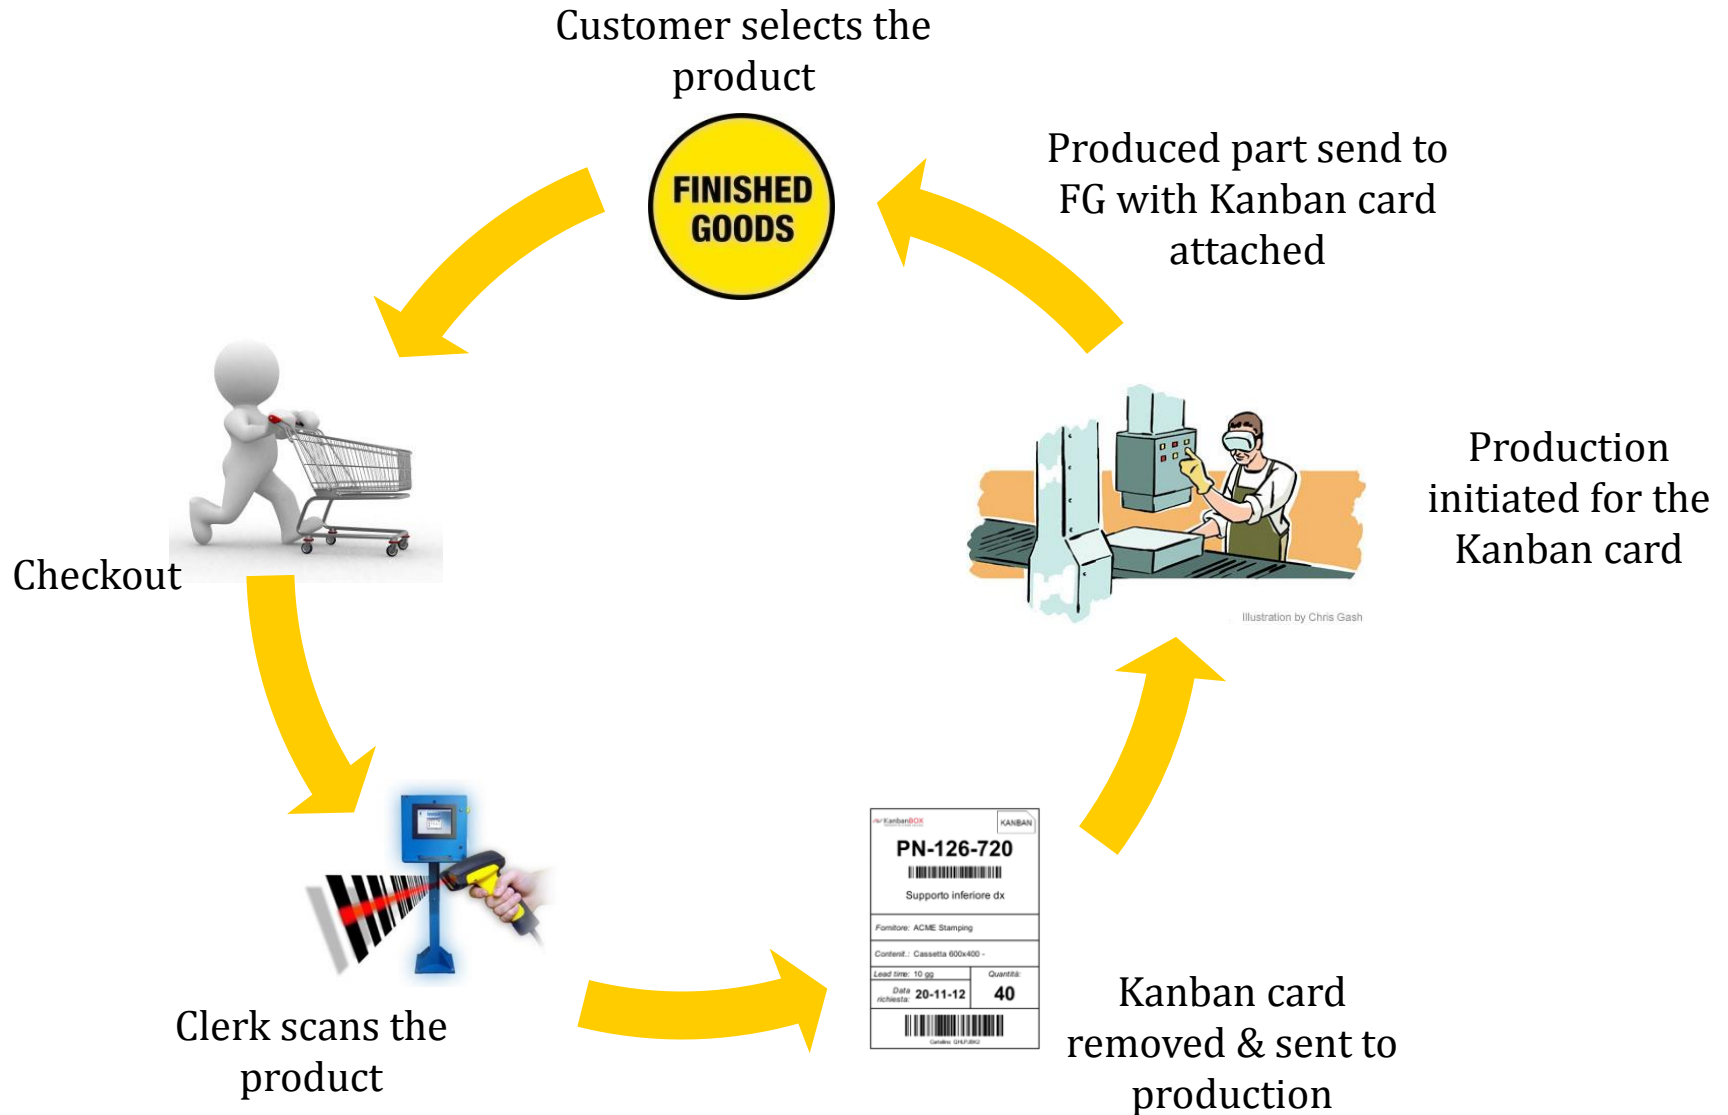 Customer selects the
product
FINISHED
GOODS
Produced part send to
FG with Kanban card
attached
Production
initiated for the
Kanban card
Illustration by Chris Gash
Checkout
Clerk scans the
product
KanbanBOX
KANBAN
PN-126-720
Supporto inferiore dx
Fornitore: ACME Stamping
Contenit.: Cassetta 600x400 -
Lead time: 10 gg
Quantità:
Data
richiesta: 20-11-12
40
Kanban card
removed & sent to
production